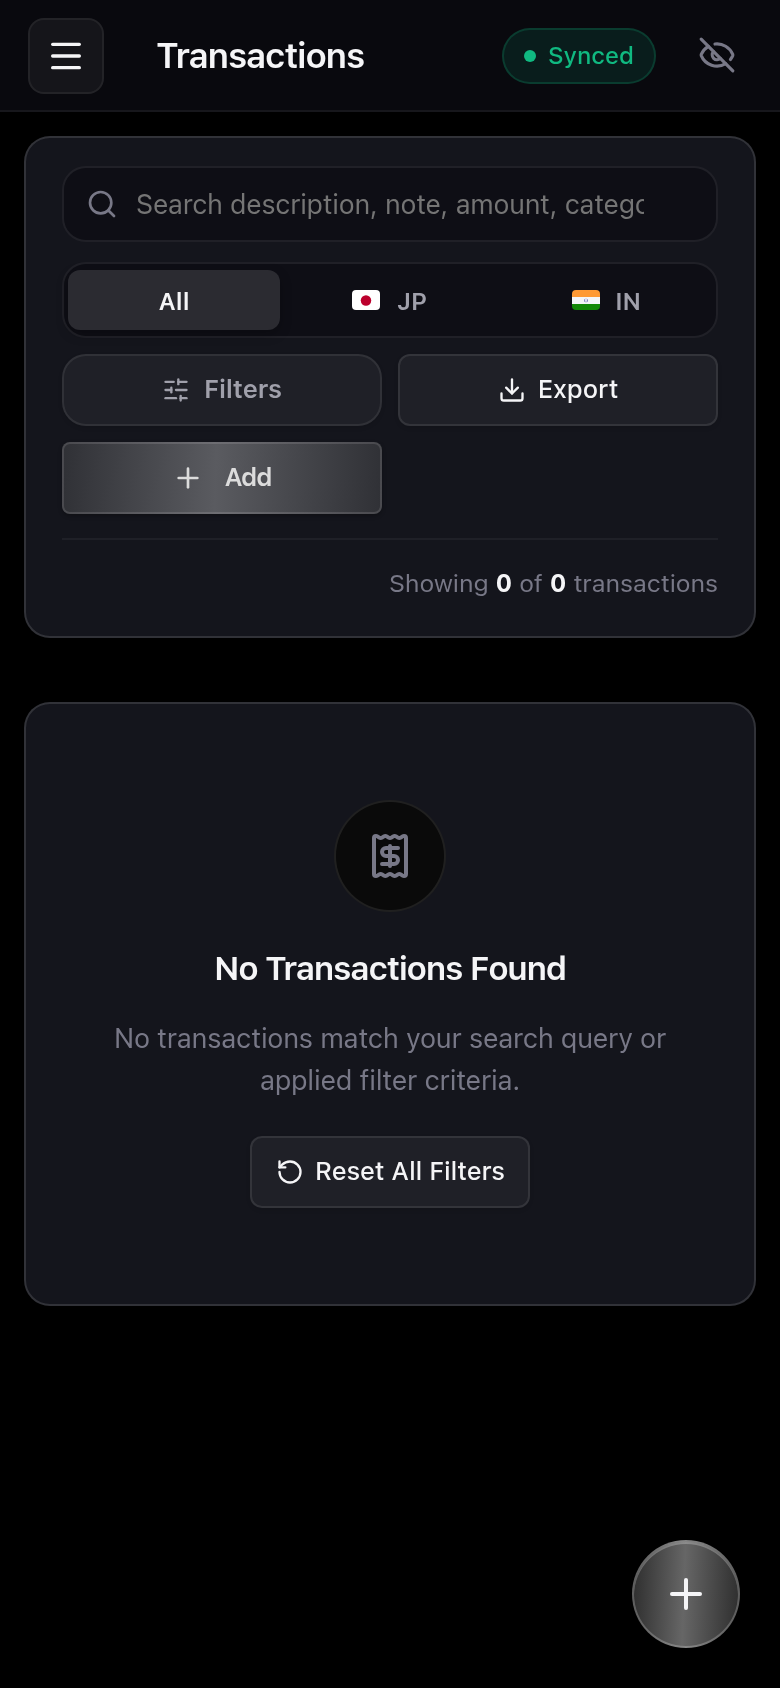 Transactions
Synced
Search description, note, amount, catego
All
JP
IN
Filters
Export
Add
Showing 0 of 0 transactions
No Transactions Found
No transactions match your search query or
applied filter criteria.
Reset All Filters